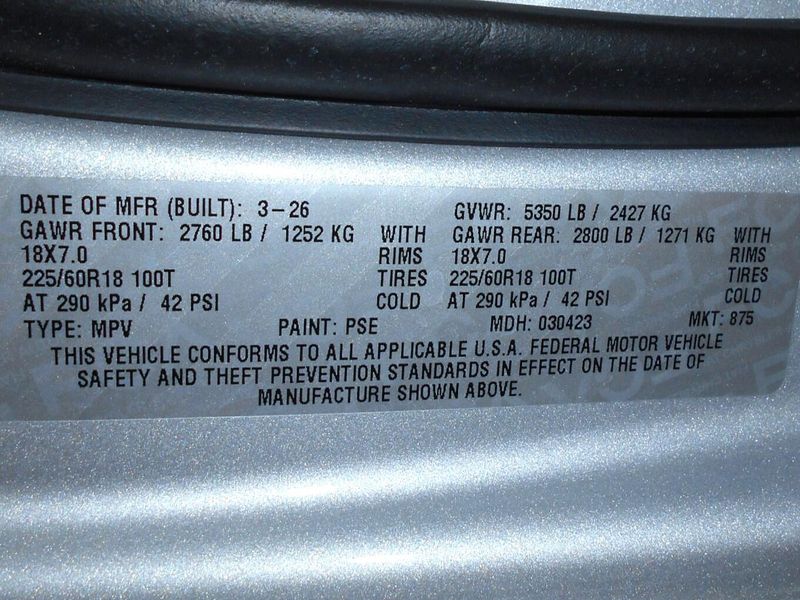 DATE OF MFR (BUILT): 3-26 GVWR: 5350 LB / 2427 KG
GAWR FRONT: 2760 LB / 1252 KG WITH GAWR REAR: 2800 LB / 1271 KG WITH
18X7.0 RIMS 18X7.0 RIMS
225/60R18 100T TIRES 225/60R18 100T TIRES
AT 290 kPa / 42 PSI COLD AT 290 kPa / 42 PSI COLD
TYPE: MPV PAINT: PSE MDH: 030423 MKT: 875
THIS VEHICLE CONFORMS TO ALL APPLICABLE U.S.A. FEDERAL MOTOR VEHICLE
SAFETY AND THEFT PREVENTION STANDARDS IN EFFECT ON THE DATE OF
MANUFACTURE SHOWN ABOVE.